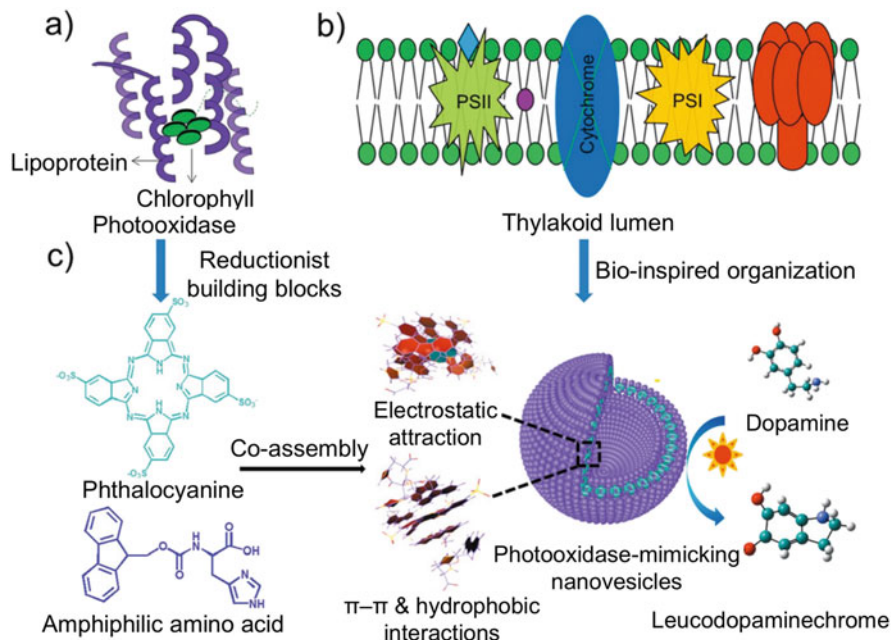 a)
Lipoprotein
Chlorophyll
Photooxidase
b)
PSII
Cytochrome
PSI
Thylakoid lumen
c)
Reductionist
building blocks
Bio-inspired organization
SO₃⁻
-O₃S
SO₃⁻
-O₃S
N
NH
N
N
N
N
HN
N
Phthalocyanine
O
O
N
H
O
OH
N
NH
Amphiphilic amino acid
Co-assembly
Electrostatic
attraction
π–π & hydrophobic
interactions
Photooxidase-mimicking
nanovesicles
Dopamine
Leucodopaminechrome